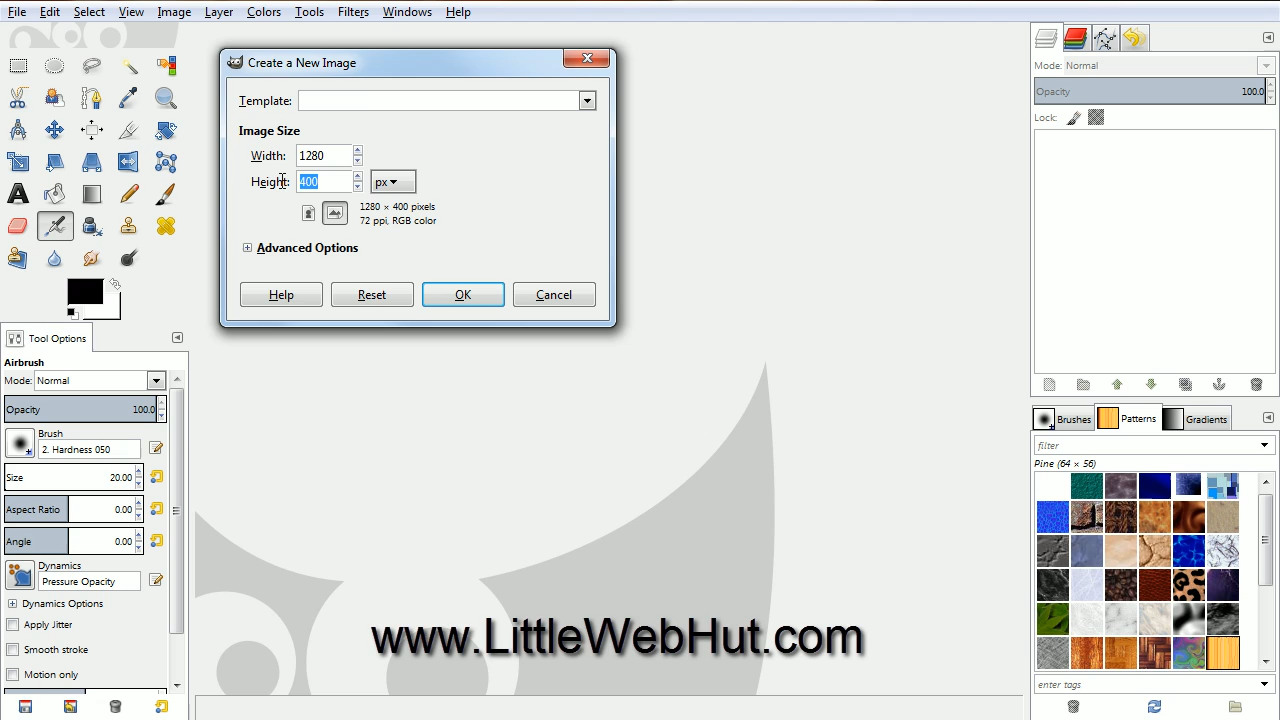 File Edit Select View Image Layer Colors Tools Filters Windows Help
Create a New Image
Template:
Image Size
Width: 1280
Height: 400 px
1280 × 400 pixels
72 ppi, RGB color
Advanced Options
Help Reset OK Cancel
Tool Options
Airbrush
Mode: Normal
Opacity 100.0
Brush
2. Hardness 050
Size 20.00
Aspect Ratio 0.00
Angle 0.00
Dynamics
Pressure Opacity
Dynamics Options
Apply Jitter
Smooth stroke
Motion only
Mode: Normal
Opacity 100.0
Lock:
Brushes Patterns Gradients
filter
Pine (64 × 56)
enter tags
www.LittleWebHut.com